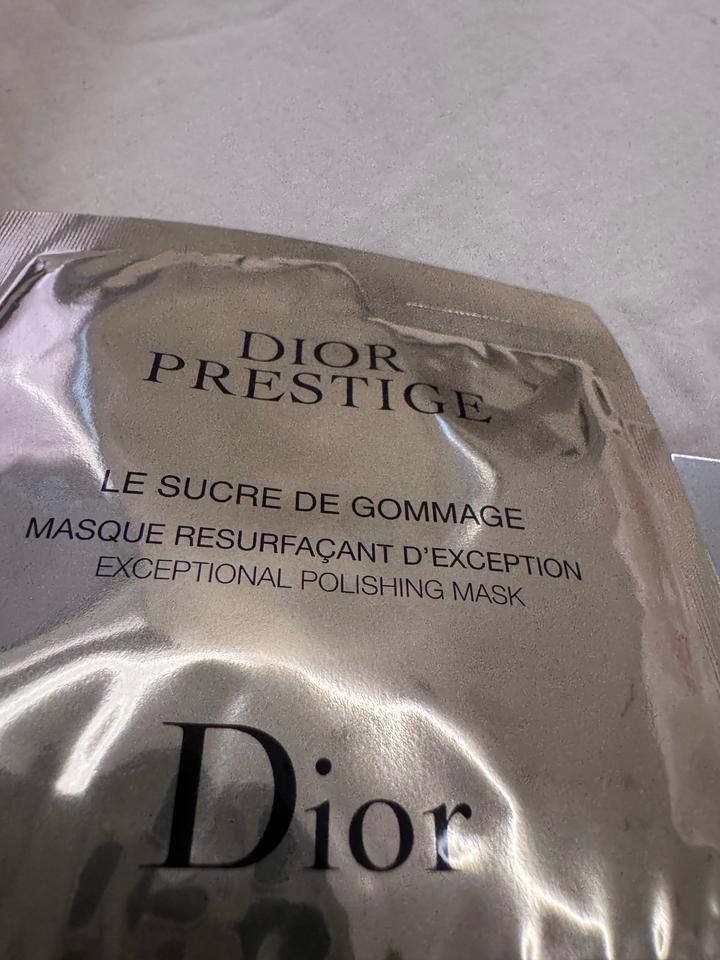 DIOR
PRESTIGE
LE SUCRE DE GOMMAGE
MASQUE RESURFAÇANT D'EXCEPTION
EXCEPTIONAL POLISHING MASK
Dior